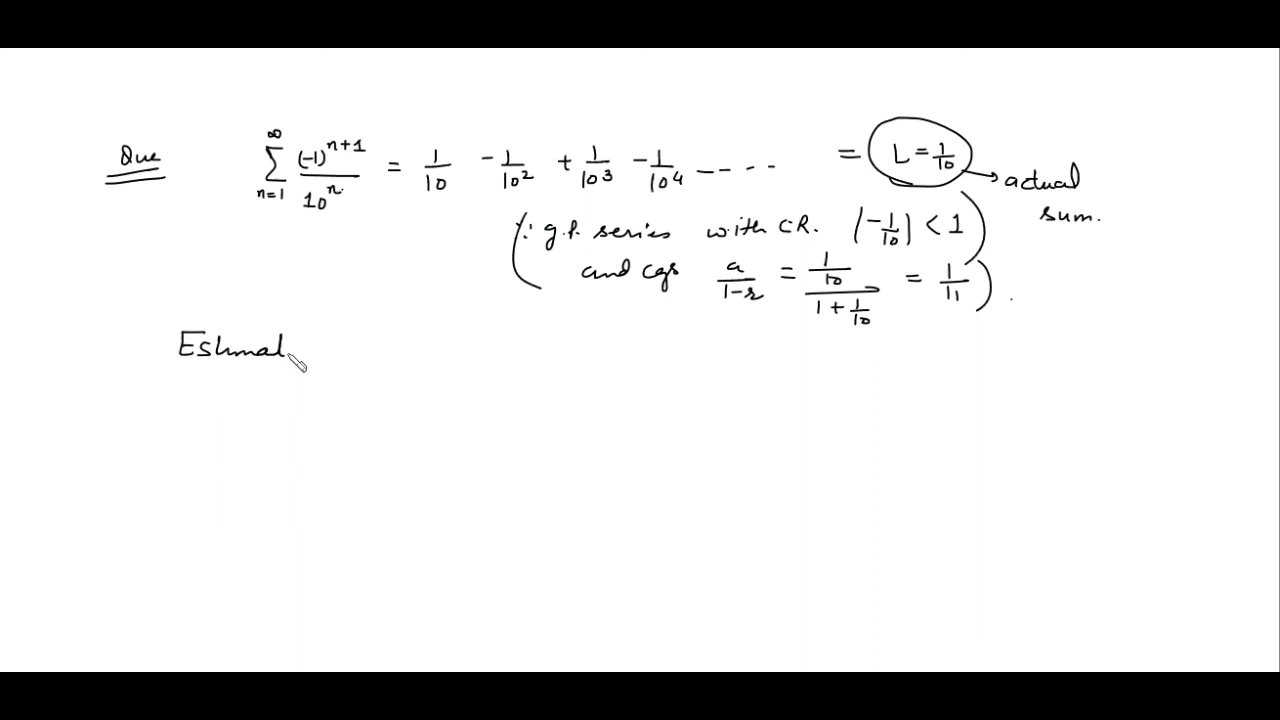 Que ∑_{n=1}^{∞} (-1)^{n+1}/10^n = 1/10 - 1/10^2 + 1/10^3 - 1/10^4 ---- = L = 1/10 → actual sum.
(∵ g.p. series with C.R. |-1/10| < 1)
and cgs a/(1-r) = (1/10)/(1+1/10) = 1/11).
Estimat